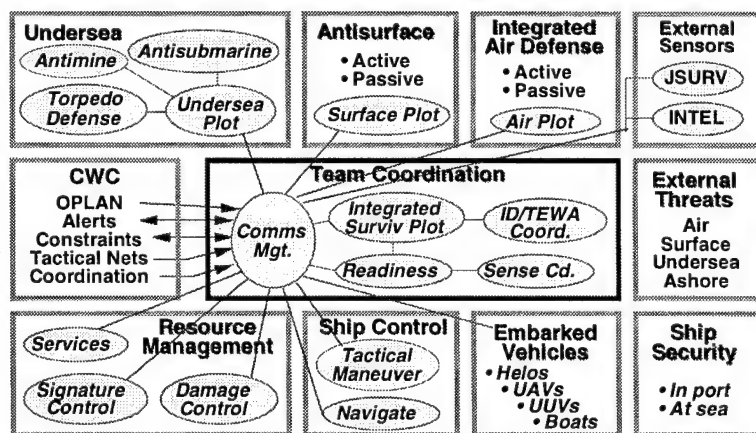 Undersea
Antimine
Antisubmarine
Torpedo
Defense
Undersea
Plot
Antisurface
• Active
• Passive
Surface Plot
Integrated
Air Defense
• Active
• Passive
Air Plot
External
Sensors
JSURV
INTEL
CWC
OPLAN
Alerts
Constraints
Tactical Nets
Coordination
Team Coordination
Comms
Mgt.
Integrated
Surviv Plot
ID/TEWA
Coord.
Readiness
Sense Cd.
External
Threats
Air
Surface
Undersea
Ashore
Resource
Management
Services
Signature
Control
Damage
Control
Ship Control
Tactical
Maneuver
Navigate
Embarked
Vehicles
• Helos
• UAVs
• UUVs
• Boats
Ship
Security
• In port
• At sea